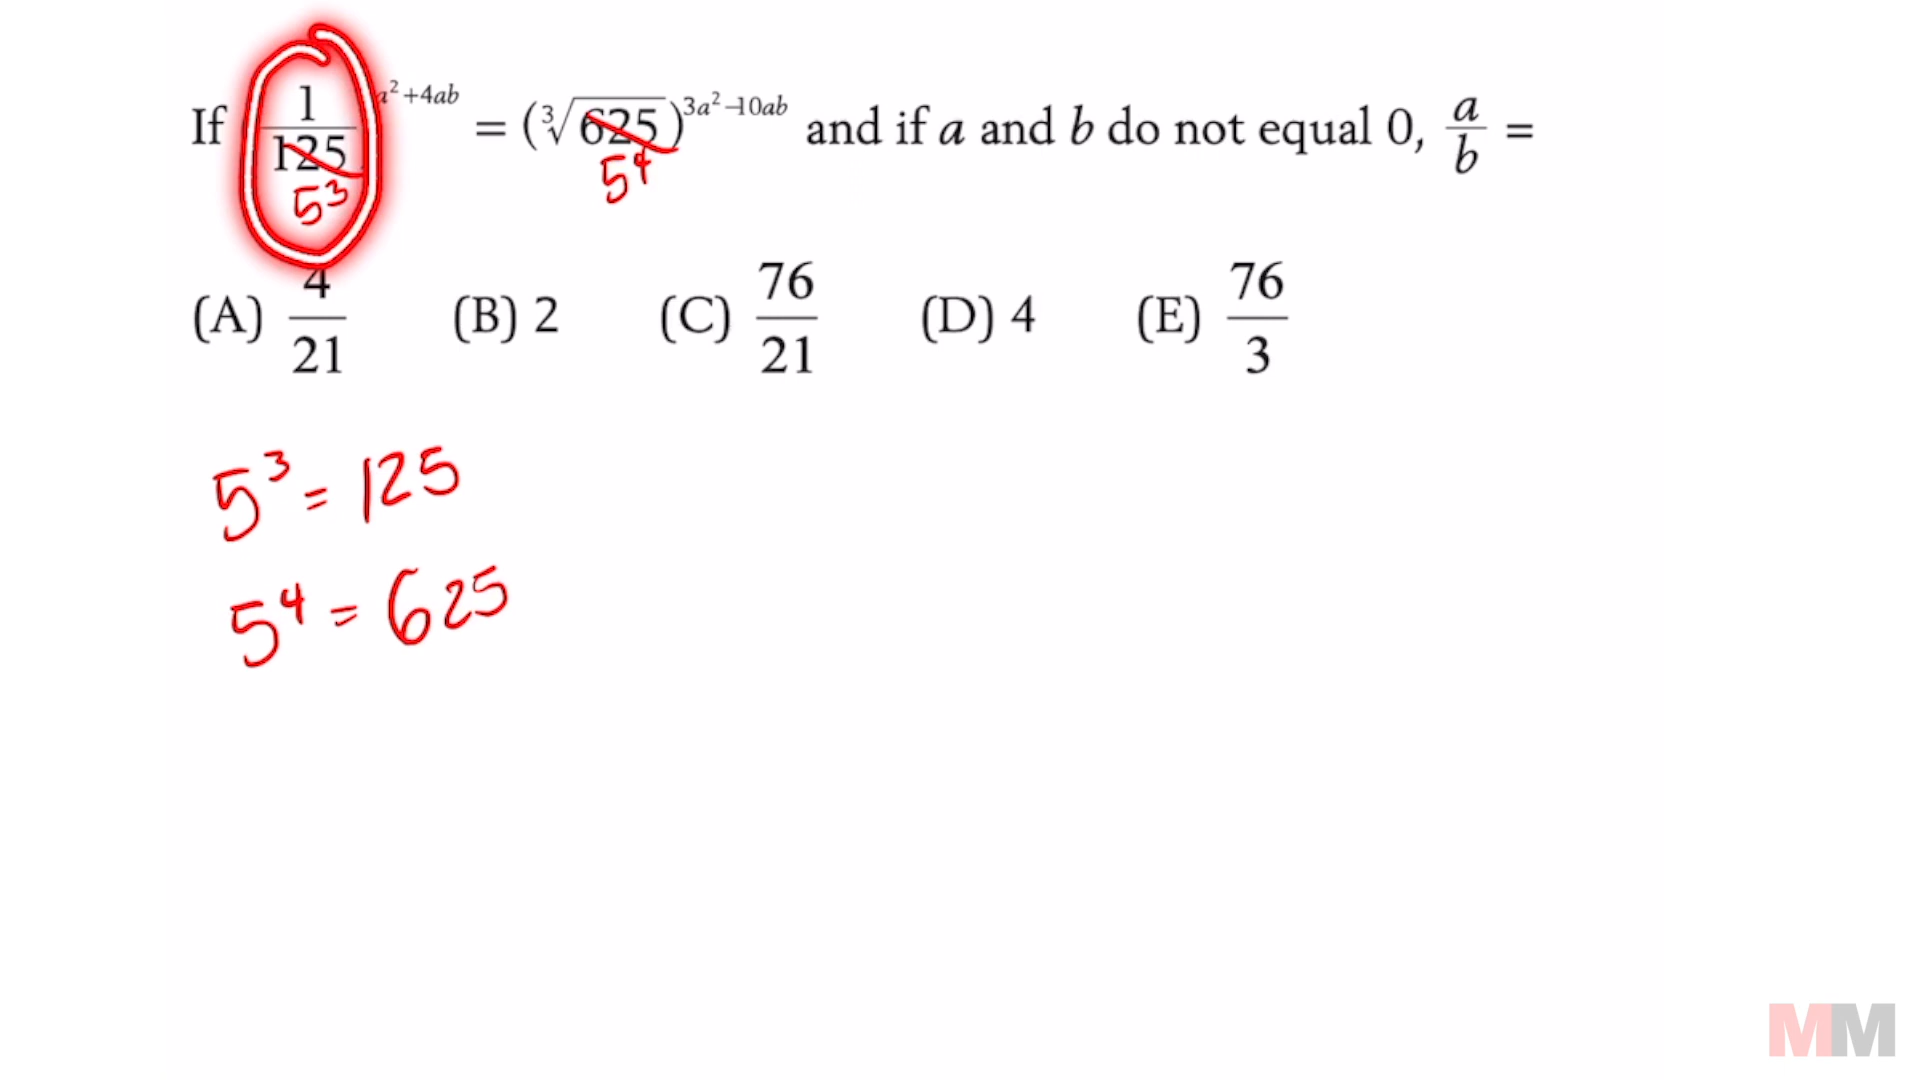 If 1/125^(a²+4ab) = (∛625)^(3a²–10ab) and if a and b do not equal 0, a/b =
5³ 5⁴
(A) 4/21 (B) 2 (C) 76/21 (D) 4 (E) 76/3
5³ = 125
5⁴ = 625
MM